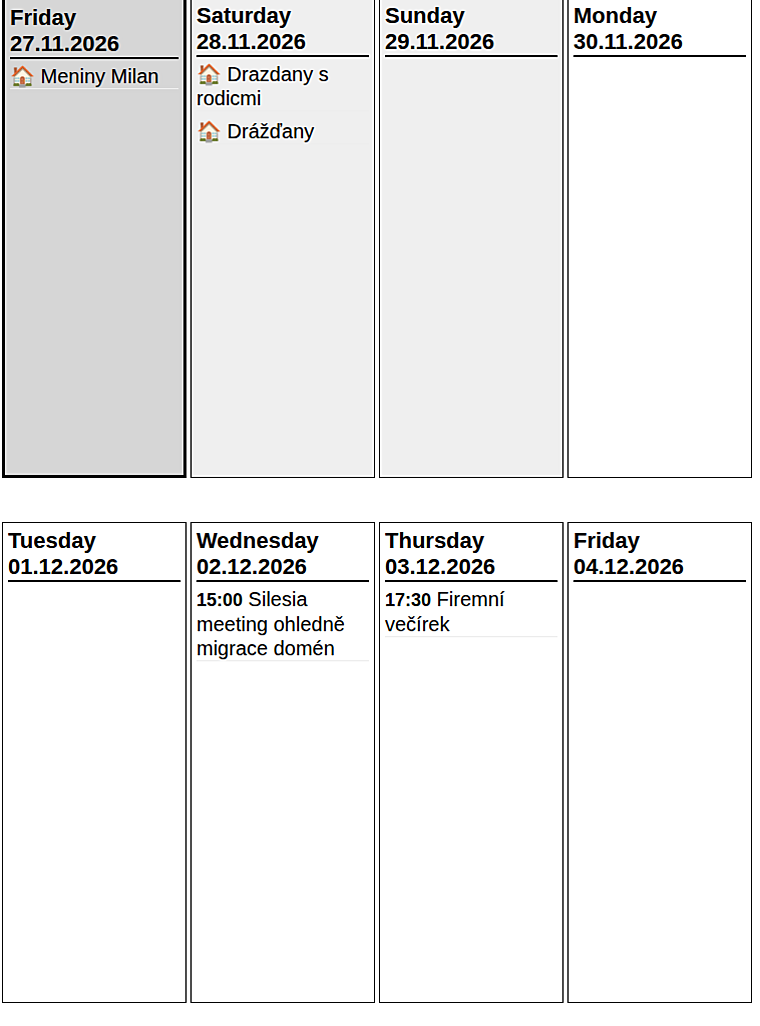 Friday
27.11.2026
🏠 Meniny Milan
Saturday
28.11.2026
🏠 Drazdany s
rodicmi
🏠 Drážďany
Sunday
29.11.2026
Monday
30.11.2026
Tuesday
01.12.2026
Wednesday
02.12.2026
15:00 Silesia
meeting ohledně
migrace domén
Thursday
03.12.2026
17:30 Firemní
večírek
Friday
04.12.2026